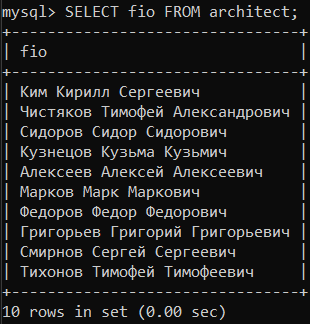 mysql> SELECT fio FROM architect;
+-------------------------------+
| fio                           |
+-------------------------------+
| Ким Кирилл Сергеевич          |
| Чистяков Тимофей Александрович |
| Сидоров Сидор Сидорович       |
| Кузнецов Кузьма Кузьмич       |
| Алексеев Алексей Алексеевич   |
| Марков Марк Маркович          |
| Федоров Федор Федорович       |
| Григорьев Григорий Григорьевич |
| Смирнов Сергей Сергеевич      |
| Тихонов Тимофей Тимофеевич    |
+-------------------------------+
10 rows in set (0.00 sec)